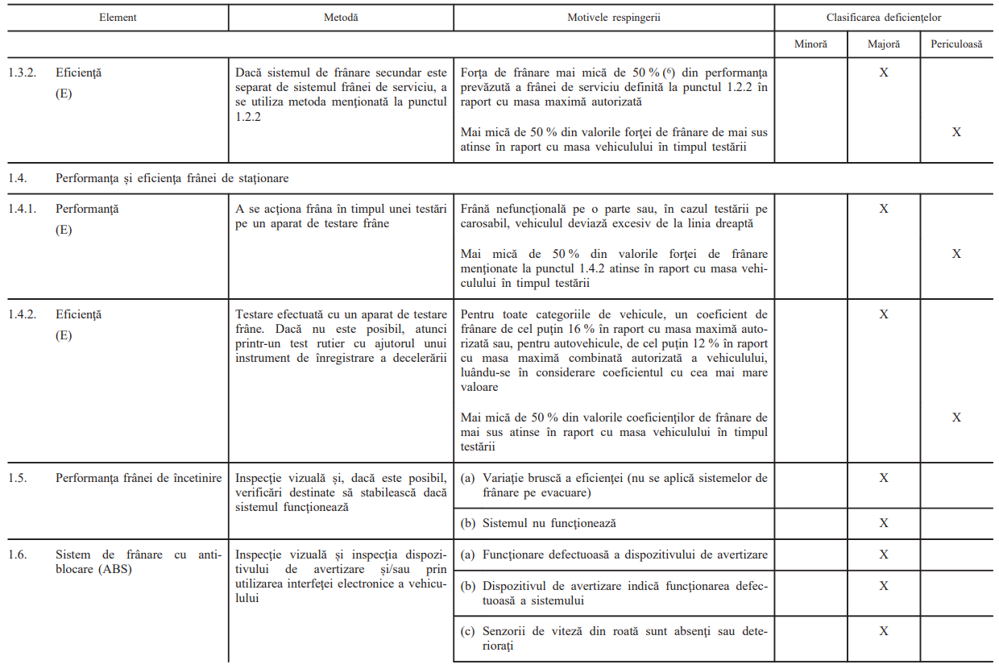 Element Metodă Motivele respingerii Clasificarea deficiențelor
Minoră Majoră Periculoasă
1.3.2. Eficiență
(E)
Dacă sistemul de frânare secundar este
separat de sistemul frânei de serviciu, a
se utiliza metoda menționată la punctul
1.2.2
Forța de frânare mai mică de 50 % (⁶) din performanța
prevăzută a frânei de serviciu definită la punctul 1.2.2 în
raport cu masa maximă autorizată
X
Mai mică de 50 % din valorile forței de frânare de mai sus
atinse în raport cu masa vehiculului în timpul testării
X
1.4. Performanța și eficiența frânei de staționare
1.4.1. Performanță
(E)
A se acționa frâna în timpul unei testări
pe un aparat de testare frâne
Frână nefuncțională pe o parte sau, în cazul testării pe
carosabil, vehiculul deviază excesiv de la linia dreaptă
X
Mai mică de 50 % din valorile forței de frânare
menționate la punctul 1.4.2 atinse în raport cu masa vehi-
culului în timpul testării
X
1.4.2. Eficiență
(E)
Testare efectuată cu un aparat de testare
frâne. Dacă nu este posibil, atunci
printr-un test rutier cu ajutorul unui
instrument de înregistrare a decelerării
Pentru toate categoriile de vehicule, un coeficient de
frânare de cel puțin 16 % în raport cu masa maximă auto-
rizată sau, pentru autovehicule, de cel puțin 12 % în raport
cu masa maximă combinată autorizată a vehiculului,
luându-se în considerare coeficientul cu cea mai mare
valoare
X
Mai mică de 50 % din valorile coeficienților de frânare de
mai sus atinse în raport cu masa vehiculului în timpul
testării
X
1.5. Performanța frânei de încetinire
Inspecție vizuală și, dacă este posibil,
verificări destinate să stabilească dacă
sistemul funcționează
(a) Variație bruscă a eficienței (nu se aplică sistemelor de
frânare pe evacuare)
X
(b) Sistemul nu funcționează
X
1.6. Sistem de frânare cu anti-
blocare (ABS)
Inspecție vizuală și inspecția dispozi-
tivului de avertizare și/sau prin
utilizarea interfeței electronice a vehicu-
lului
(a) Funcționare defectuoasă a dispozitivului de avertizare
X
(b) Dispozitivul de avertizare indică funcționarea defec-
tuoasă a sistemului
X
(c) Senzorii de viteză din roată sunt absenți sau dete-
riorați
X